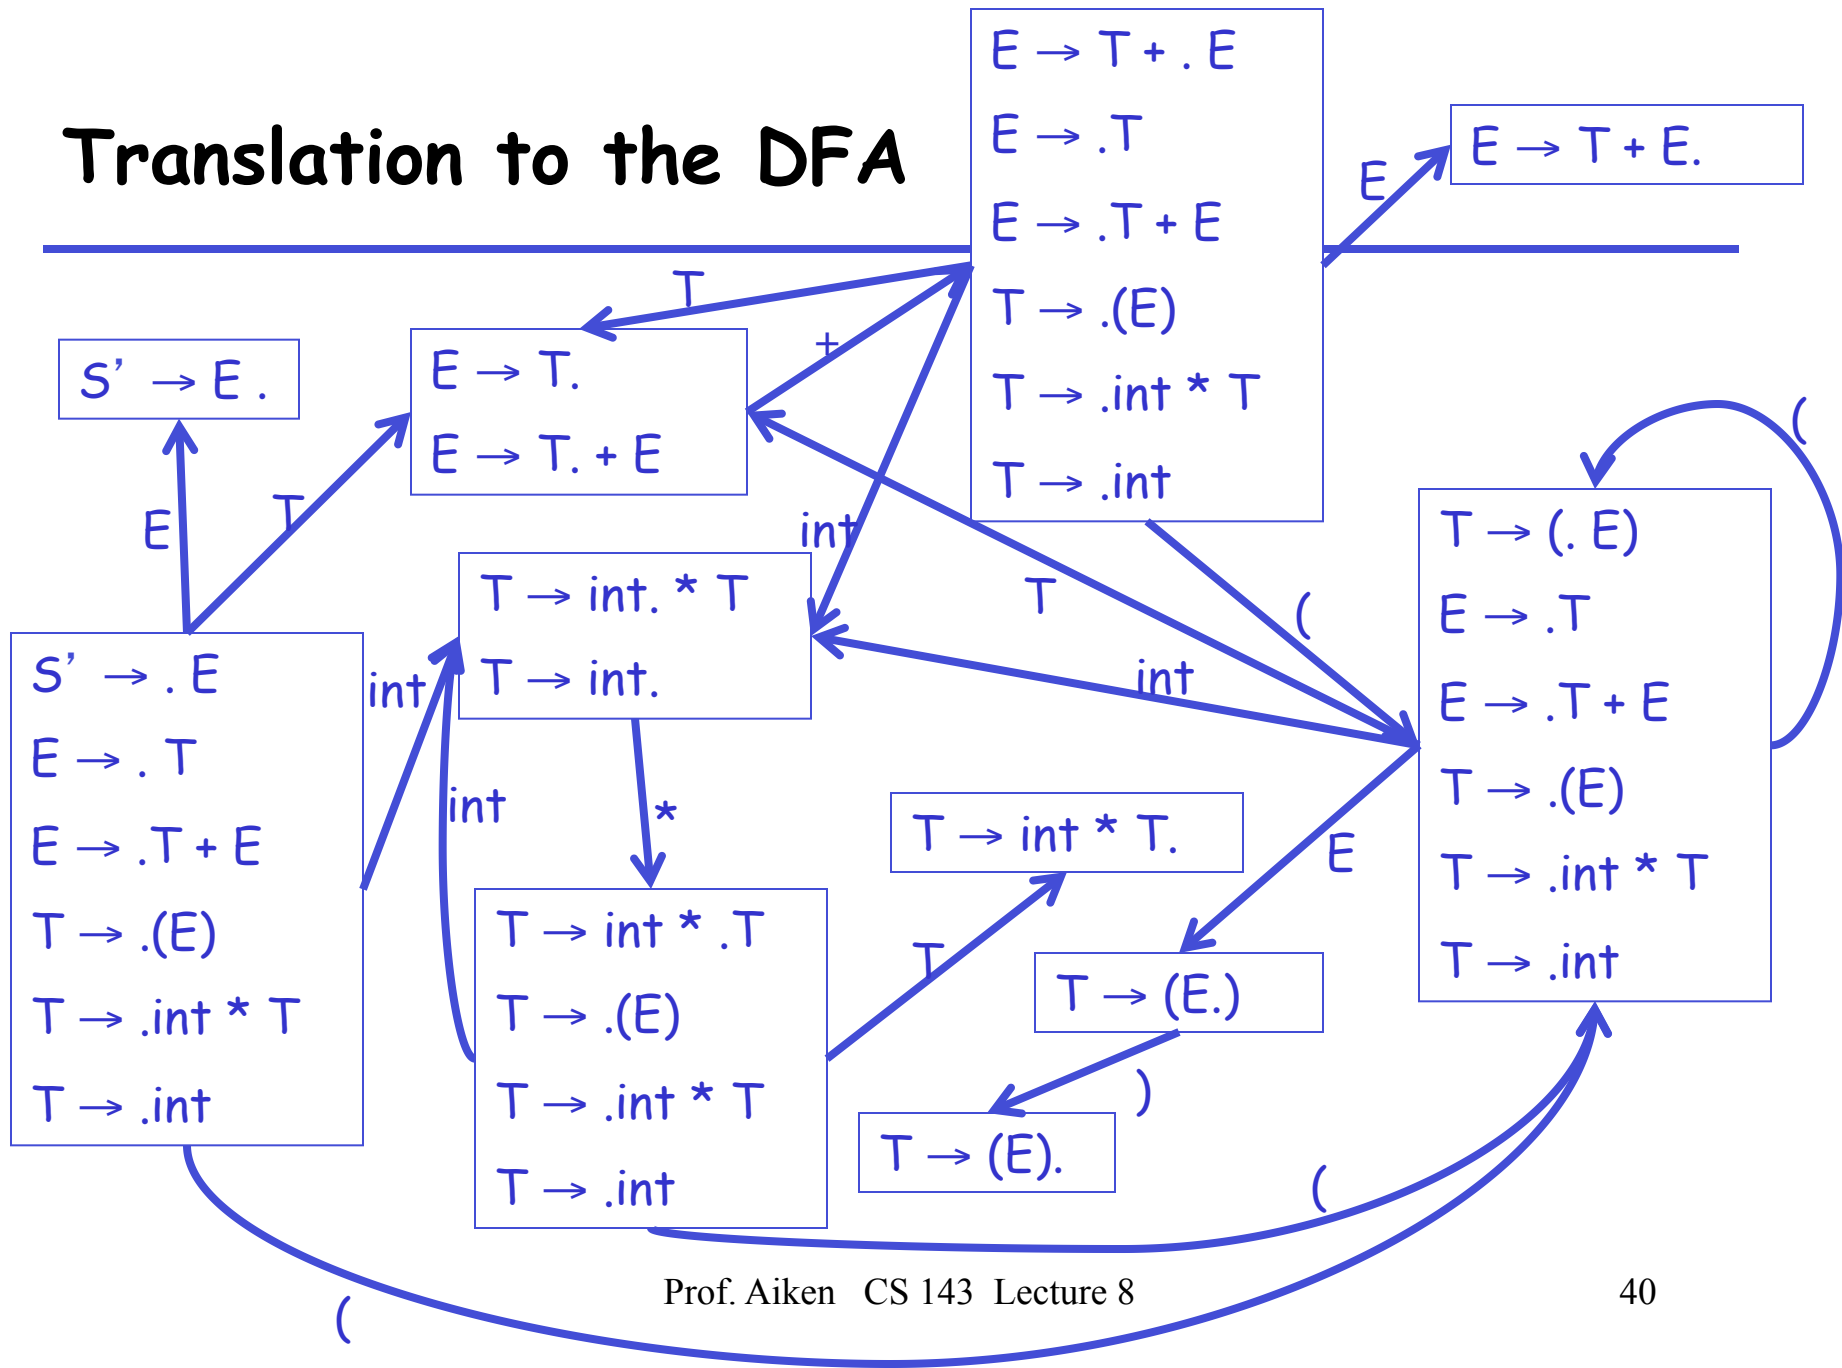 Translation to the DFA
E → T + . E
E → .T
E → .T + E
T → .(E)
T → .int * T
T → .int
E → T + E.
E
T
+
S’ → E .
E → T.
E → T. + E
(
E
T
int
T → int. * T
T → int.
T
(
int
T → (. E)
E → .T
E → .T + E
T → .(E)
T → .int * T
T → .int
S’ → . E
E → . T
E → .T + E
T → .(E)
T → .int * T
T → .int
int
int
*
T → int * T.
E
T → int * .T
T → .(E)
T → .int * T
T → .int
T
T → (E.)
)
T → (E).
(
(
Prof. Aiken CS 143 Lecture 8
40